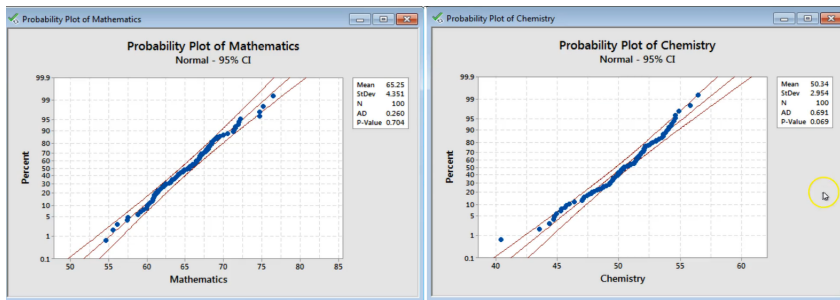 Probability Plot of Mathematics
Probability Plot of Mathematics
Normal - 95% CI
99.9
99
95
90
80
70
60
50
40
30
20
10
5
1
0.1
Percent
50 55 60 65 70 75 80 85
Mathematics
Mean 65.25
StDev 4.351
N 100
AD 0.260
P-Value 0.704
Probability Plot of Chemistry
Probability Plot of Chemistry
Normal - 95% CI
99.9
99
95
90
80
70
60
50
40
30
20
10
5
1
0.1
Percent
40 45 50 55 60
Chemistry
Mean 50.34
StDev 2.954
N 100
AD 0.691
P-Value 0.069